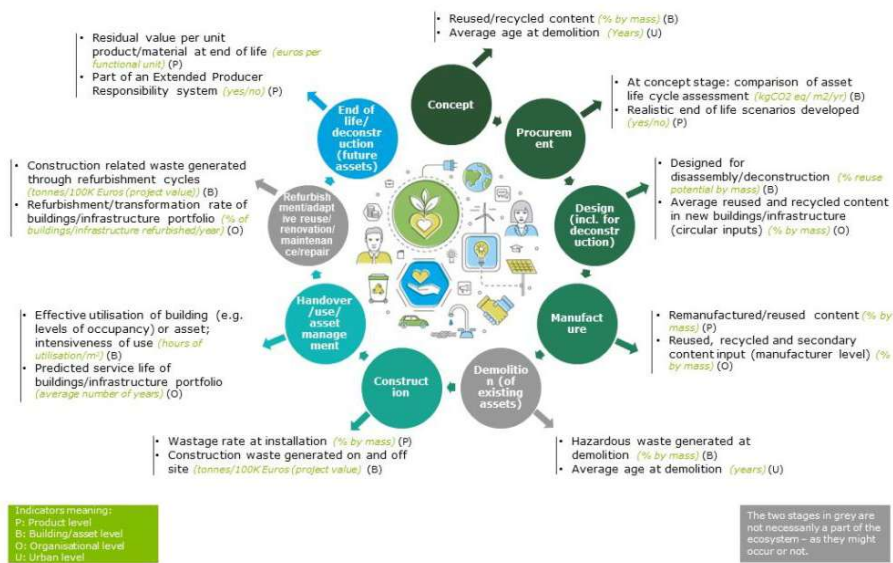 • Reused/recycled content (% by mass) (B)
• Average age at demolition (Years) (U)
Concept
• At concept stage: comparison of asset
life cycle assessment (kgCO2 eq/ m2/yr) (B)
• Realistic end of life scenarios developed
(yes/no) (P)
Procurem
ent
• Designed for
disassembly/deconstruction (% reuse
potential by mass) (B)
• Average reused and recycled content
in new buildings/infrastructure
(circular inputs) (% by mass) (O)
Design
(incl. for
deconstr
uction)
• Remanufactured/reused content (% by
mass) (P)
• Reused, recycled and secondary
content input (manufacturer level) (%
by mass) (O)
Manufact
ure
• Hazardous waste generated at
demolition (% by mass) (B)
• Average age at demolition (years) (U)
Demolitio
n (of
existing
assets)
• Wastage rate at installation (% by mass) (P)
• Construction waste generated on and off
site (tonnes/100K Euros (project value) (B)
Construct
ion
• Effective utilisation of building (e.g.
levels of occupancy) or asset;
intensiveness of use (hours of
utilisation/m²) (B)
• Predicted service life of
buildings/infrastructure portfolio
(average number of years) (O)
Handover
/use/
asset
manage
ment
• Construction related waste generated
through refurbishment cycles
(tonnes/100K Euros (project value)) (B)
• Refurbishment/transformation rate of
buildings/infrastructure portfolio (% of
buildings/infrastructure refurbished/year) (O)
Refurbish
ment/adapt
ive reuse/
renovation/
maintenan
ce/repair
• Residual value per unit
product/material at end of life (euros per
functional unit) (P)
• Part of an Extended Producer
Responsibility system (yes/no) (P)
End of
life/
deconstr
uction
(future
assets)
Indicators meaning:
P: Product level
B: Building/asset level
O: Organisational level
U: Urban level
The two stages in grey are
not necessarily a part of the
ecosystem – as they might
occur or not.